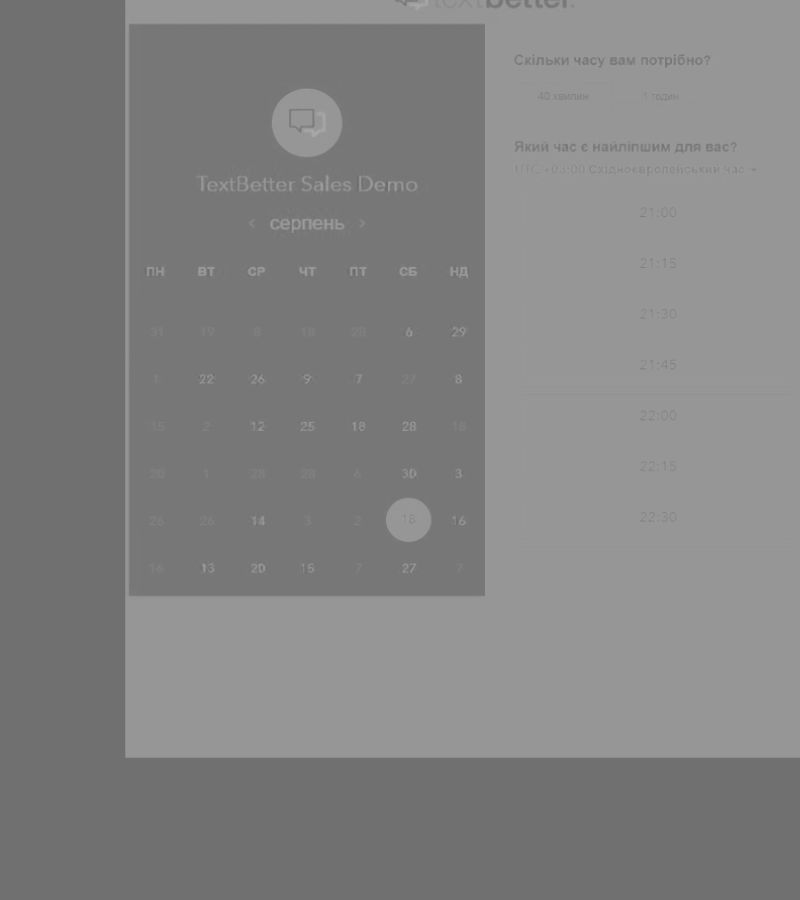 textbetter.
TextBetter Sales Demo
< серпень >
ПН ВТ СР ЧТ ПТ СБ НД
31 19 8 18 28 6 29
22 26 9 7 27 8
15 2 12 25 18 28 18
20 1 28 23 6 30 3
26 26 14 3 2 18 16
16 13 20 15 7 27 7
Скільки часу вам потрібно?
40 хвилин 1 годин
Який час є найліпшим для вас?
UTC +03:00 Східноєвропейський час
21:00
21:15
21:30
21:45
22:00
22:15
22:30